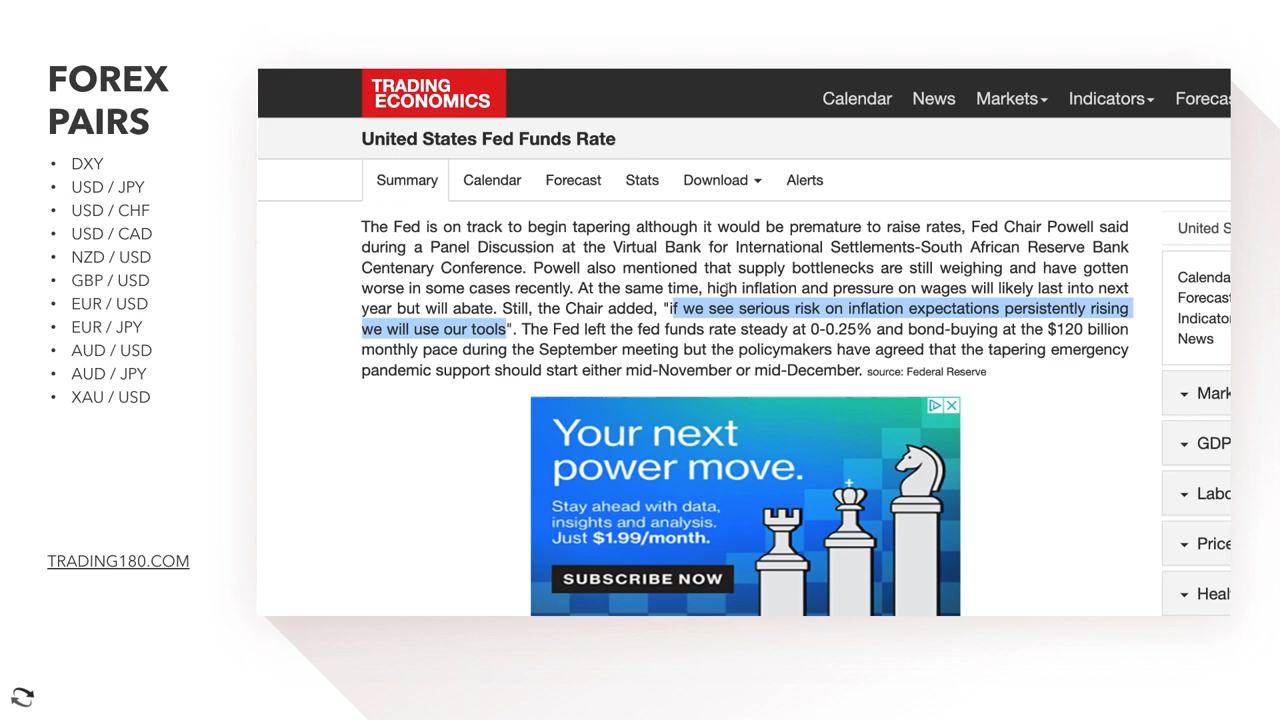 FOREX
PAIRS
• DXY
• USD / JPY
• USD / CHF
• USD / CAD
• NZD / USD
• GBP / USD
• EUR / USD
• EUR / JPY
• AUD / USD
• AUD / JPY
• XAU / USD
TRADING180.COM
TRADING
ECONOMICS
Calendar News Markets Indicators Forecas
United States Fed Funds Rate
Summary Calendar Forecast Stats Download Alerts
The Fed is on track to begin tapering although it would be premature to raise rates, Fed Chair Powell said
during a Panel Discussion at the Virtual Bank for International Settlements-South African Reserve Bank
Centenary Conference. Powell also mentioned that supply bottlenecks are still weighing and have gotten
worse in some cases recently. At the same time, high inflation and pressure on wages will likely last into next
year but will abate. Still, the Chair added, "if we see serious risk on inflation expectations persistently rising
we will use our tools". The Fed left the fed funds rate steady at 0-0.25% and bond-buying at the $120 billion
monthly pace during the September meeting but the policymakers have agreed that the tapering emergency
pandemic support should start either mid-November or mid-December. source: Federal Reserve
Your next
power move.
Stay ahead with data,
insights and analysis.
Just $1.99/month.
SUBSCRIBE NOW
United S
Calenda
Forecast
Indicator
News
Mark
GDP
Labo
Price
Heal